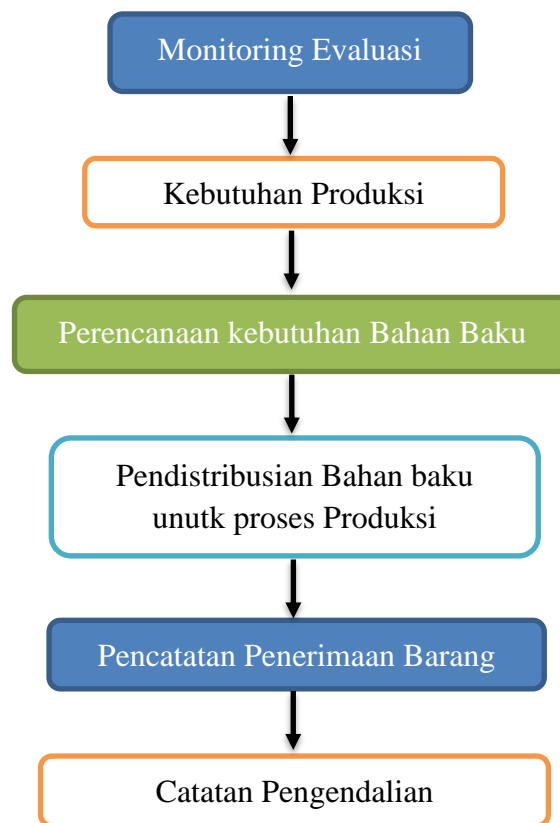 Monitoring Evaluasi
Kebutuhan Produksi
Perencanaan kebutuhan Bahan Baku
Pendistribusian Bahan baku
unutk proses Produksi
Pencatatan Penerimaan Barang
Catatan Pengendalian